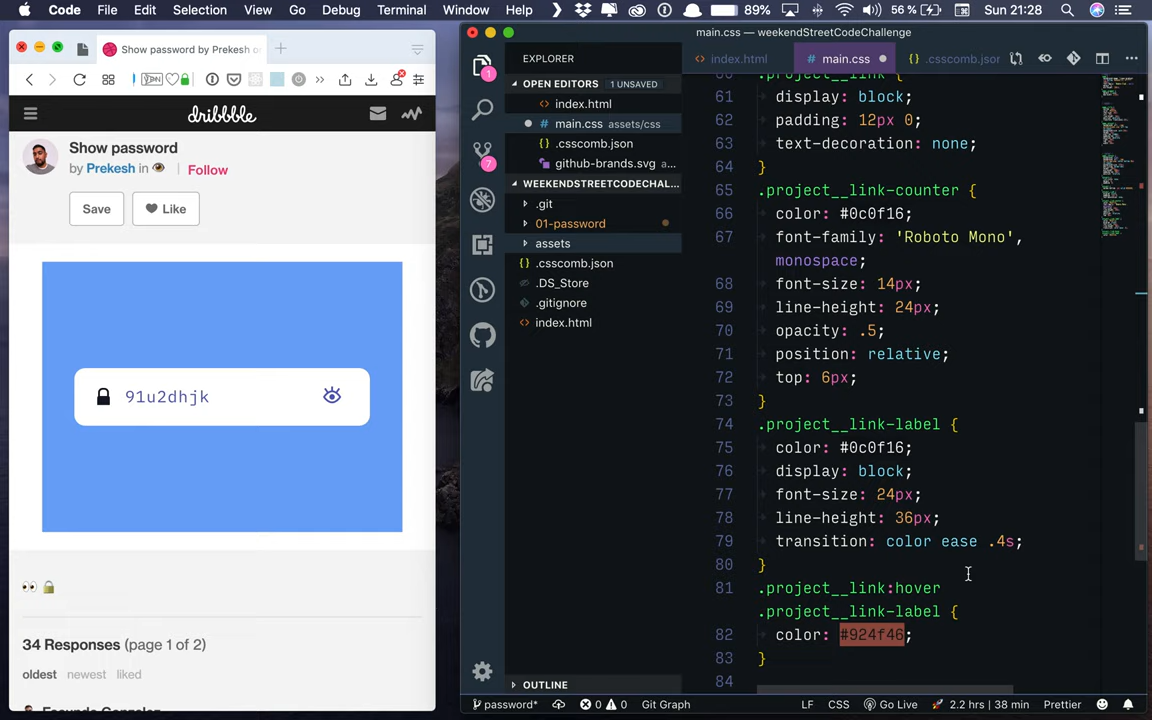 Code File Edit Selection View Go Debug Terminal Window Help 89% 56 % Sun 21:28
Show password by Prekesh o
VPN
dribbble
Show password
by Prekesh in
Follow
Save
Like
91u2dhjk
34 Responses (page 1 of 2)
oldest newest liked
Facundo Gonzalez
main.css — weekendStreetCodeChallenge
EXPLORER
index.html
# main.css
{} .csscomb.json
1
7
OPEN EDITORS 1 UNSAVED
<> index.html
# main.css assets/css
{} .csscomb.json
github-brands.svg a...
WEEKENDSTREETCODECHAL...
.git
01-password
assets
{} .csscomb.json
.DS_Store
.gitignore
<> index.html
OUTLINE
60 .project__link {
61 display: block;
62 padding: 12px 0;
63 text-decoration: none;
64 }
65 .project__link-counter {
66 color: #0c0f16;
67 font-family: 'Roboto Mono',
monospace;
68 font-size: 14px;
69 line-height: 24px;
70 opacity: .5;
71 position: relative;
72 top: 6px;
73 }
74 .project__link-label {
75 color: #0c0f16;
76 display: block;
77 font-size: 24px;
78 line-height: 36px;
79 transition: color ease .4s;
80 }
81 .project__link:hover
.project__link-label {
82 color: #924f46;
83 }
84
password* 0 0 Git Graph LF CSS Go Live 2.2 hrs | 38 min Prettier